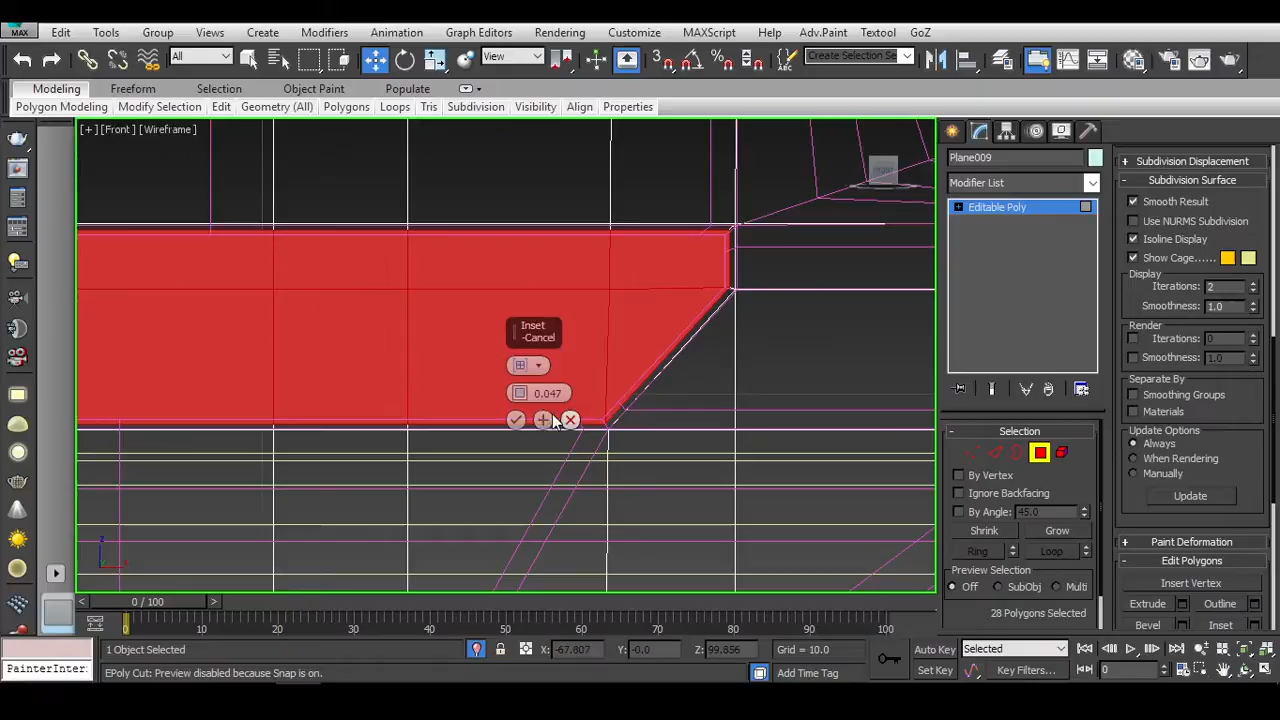 MAX Edit Tools Group Views Create Modifiers Animation Graph Editors Rendering Customize MAXScript Help Adv.Paint Textool GoZ
All View 3 Create Selection Se
Modeling Freeform Selection Object Paint Populate
Polygon Modeling Modify Selection Edit Geometry (All) Polygons Loops Tris Subdivision Visibility Align Properties
[+] [Front] [Wireframe]
Inset
-Cancel
0.047
z
0 / 100
0 10 20 30 40 50 60 70 80 90 100
1 Object Selected X: -67.807 Y: -0.0 Z: 99.856 Grid = 10.0 Auto Key Selected
PainterInter EPoly Cut: Preview disabled because Snap is on. Add Time Tag Set Key Key Filters... 0
Plane009
Modifier List
Editable Poly
- Selection
By Vertex
Ignore Backfacing
By Angle: 45.0
Shrink Grow
Ring Loop
Preview Selection
Off SubObj Multi
28 Polygons Selected
+ Subdivision Displacement
- Subdivision Surface
Smooth Result
Use NURMS Subdivision
Isoline Display
Show Cage......
Display
Iterations: 2
Smoothness: 1.0
Render
Iterations: 0
Smoothness: 1.0
Separate By
Smoothing Groups
Materials
Update Options
Always
When Rendering
Manually
Update
+ Paint Deformation
- Edit Polygons
Insert Vertex
Extrude Outline
Bevel Inset